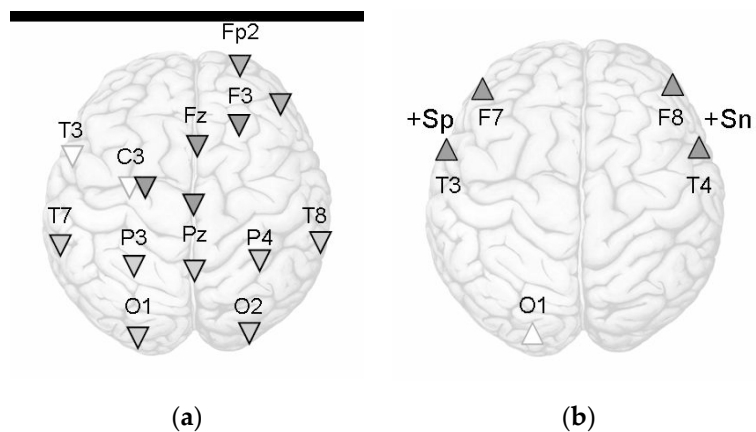 Fp2
F3
Fz
T3
C3
T7
T8
P3
Pz
P4
O1
O2
+Sp
+Sn
F7
F8
T3
T4
O1
(a)
(b)